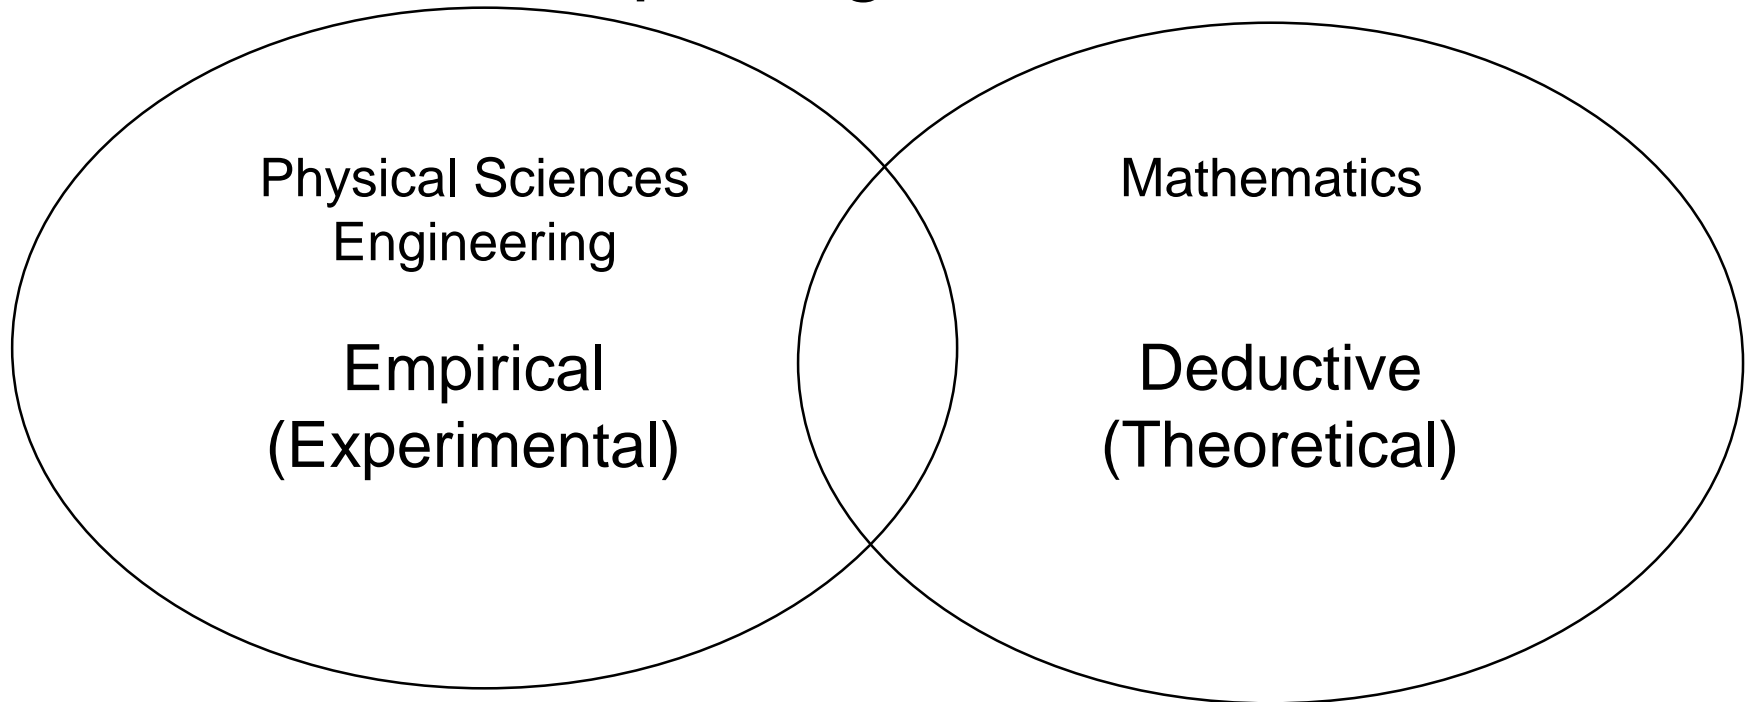 Physical Sciences
Engineering
Mathematics
Empirical
(Experimental)
Deductive
(Theoretical)